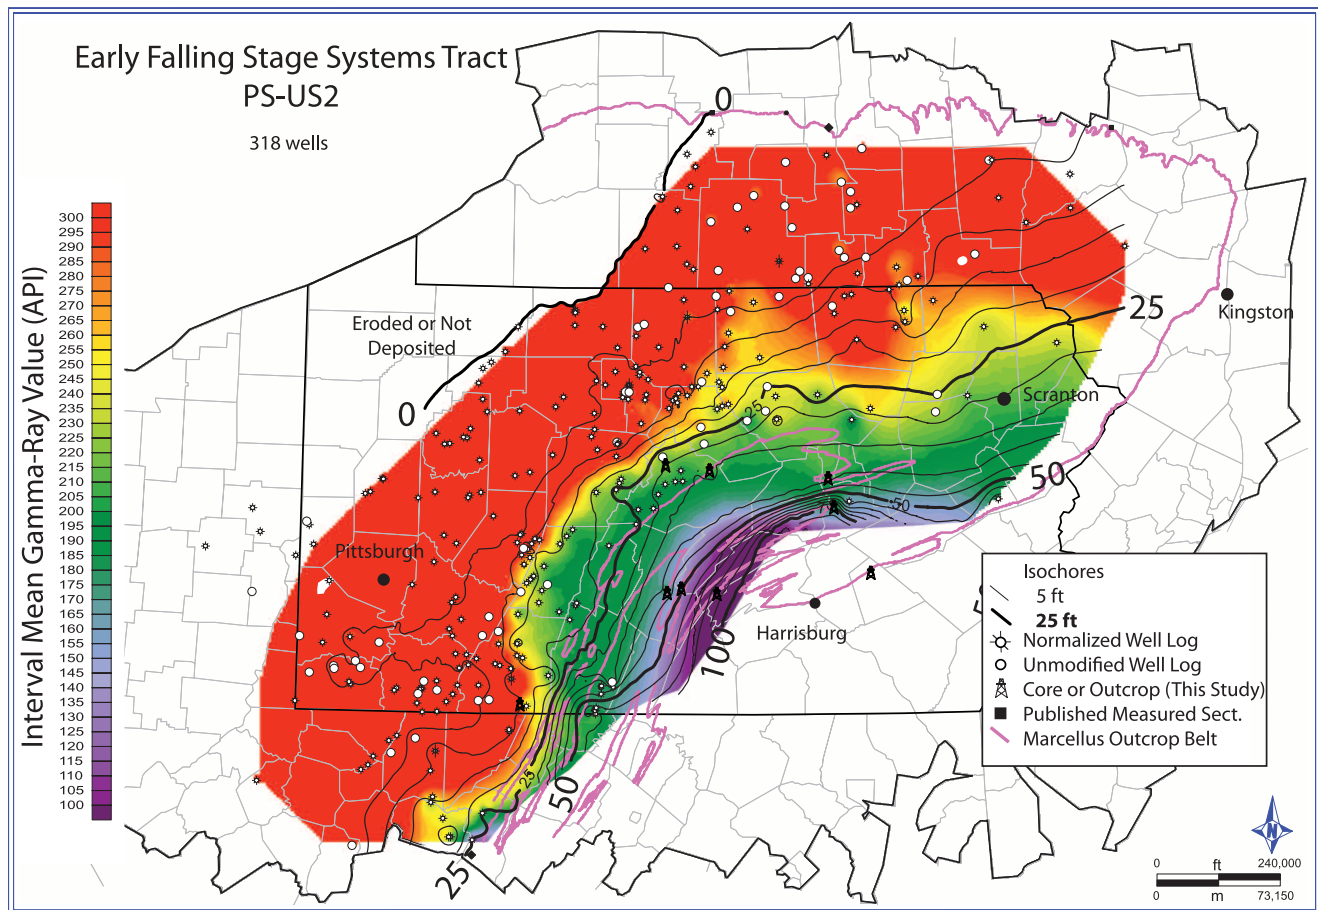 Early Falling Stage Systems Tract
PS-US2
318 wells
0
Interval Mean Gamma-Ray Value (API)
300
295
290
285
280
275
270
265
260
255
250
245
240
235
230
225
220
215
210
205
200
195
190
185
180
175
170
165
160
155
150
145
140
135
130
125
120
115
110
105
100
Eroded or Not
Deposited
0
25
Kingston
Scranton
25
50
50
Pittsburgh
Harrisburg
100
25
50
25
Isochores
5 ft
25 ft
Normalized Well Log
Unmodified Well Log
Core or Outcrop (This Study)
Published Measured Sect.
Marcellus Outcrop Belt
N
0 ft 240,000
0 m 73,150